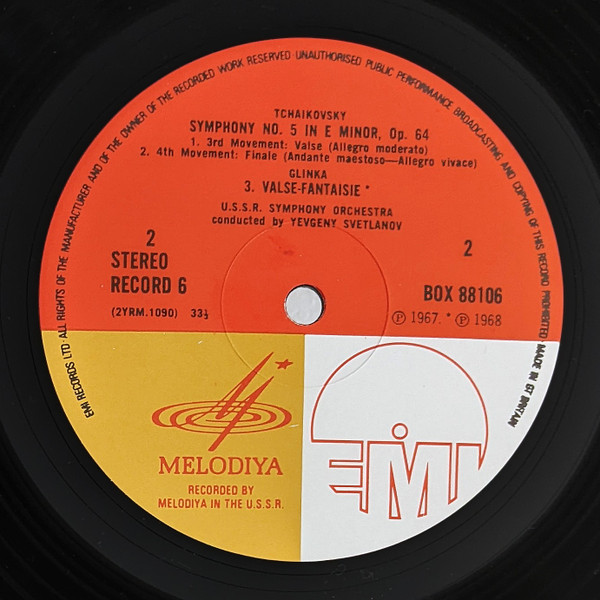 EMI RECORDS LTD · ALL RIGHTS OF THE MANUFACTURER AND OF THE OWNER OF THE RECORDED WORK RESERVED UNAUTHORISED PUBLIC PERFORMANCE BROADCASTING AND COPYING OF THIS RECORD PROHIBITED · MADE IN GT BRITAIN
TCHAIKOVSKY
SYMPHONY NO. 5 IN E MINOR, Op. 64
1. 3rd Movement: Valse (Allegro moderato)
2. 4th Movement: Finale (Andante maestoso—Allegro vivace)
GLINKA
3. VALSE-FANTAISIE *
U.S.S.R. SYMPHONY ORCHESTRA
conducted by YEVGENY SVETLANOV
2
2
STEREO
RECORD 6
BOX 88106
(2YRM.1090) 33⅓
Ⓟ 1967. * Ⓟ 1968
MELODIYA
RECORDED BY
MELODIYA IN THE U.S.S.R.
EMI